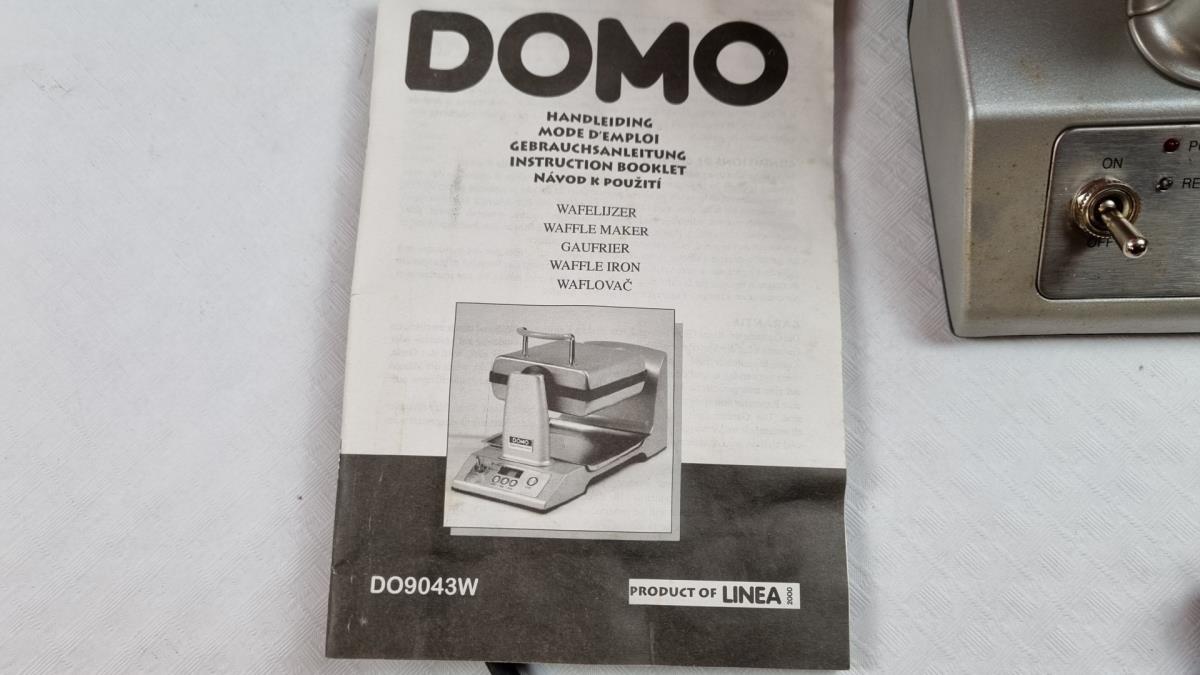 DOMO
HANDLEIDING
MODE D'EMPLOI
GEBRAUCHSANLEITUNG
INSTRUCTION BOOKLET
NÁVOD K POUŽITÍ
WAFELIJZER
WAFFLE MAKER
GAUFRIER
WAFFLE IRON
WAFLOVAČ
DOMO
DO9043W
PRODUCT OF LINEA 2000
ON
OFF